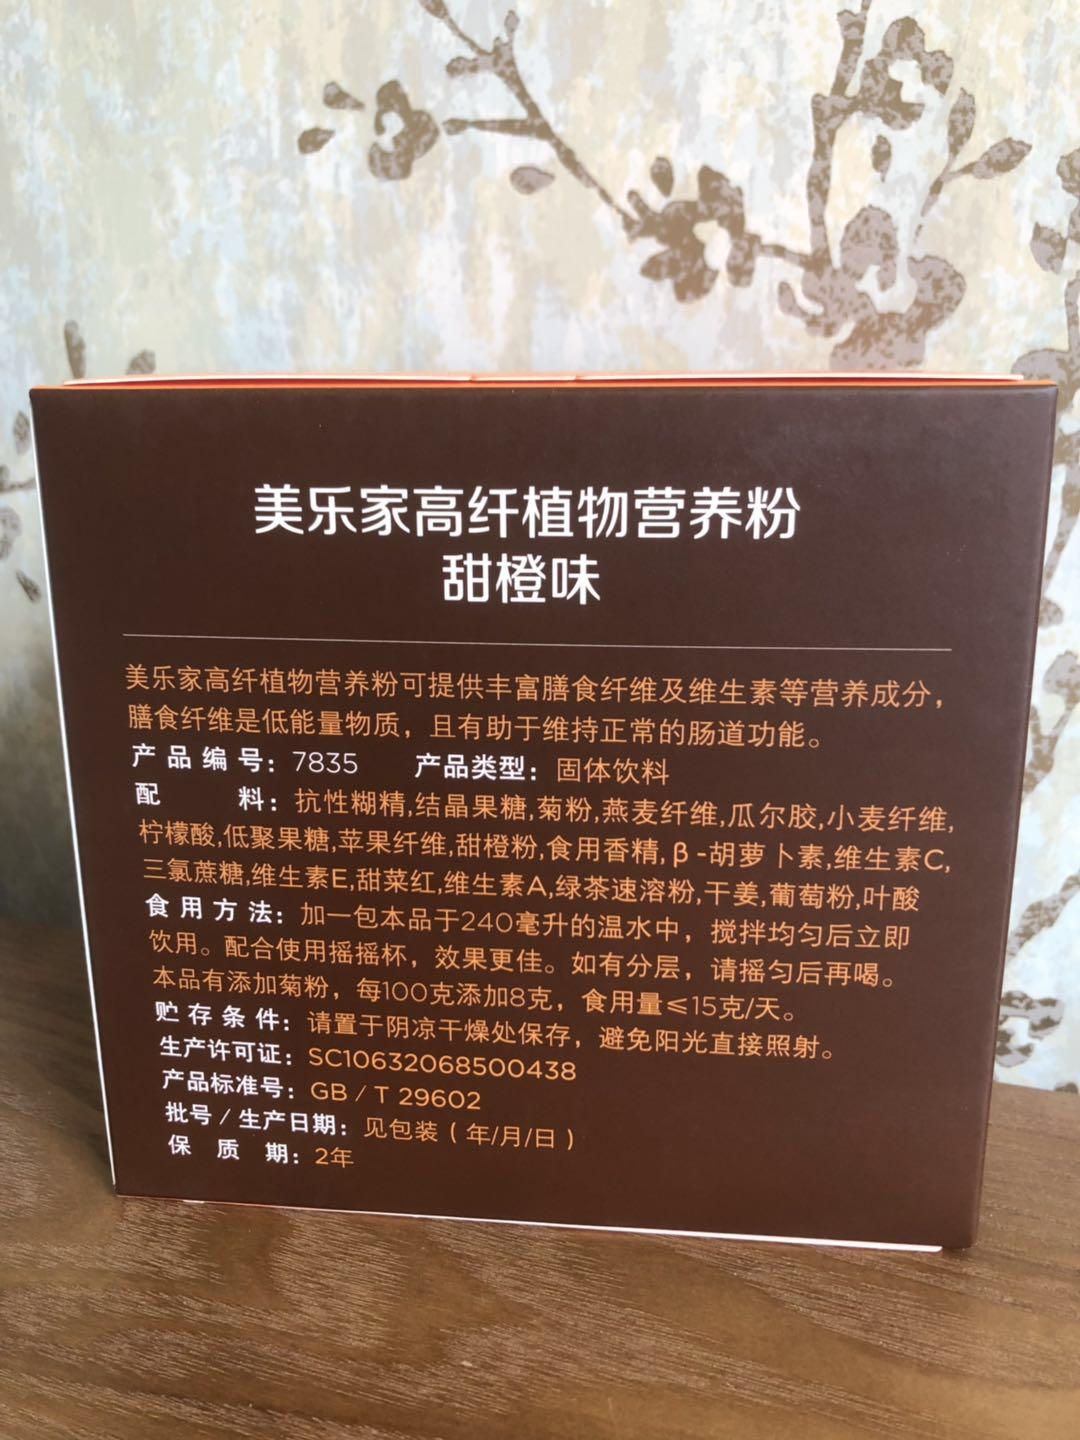 美乐家高纤植物营养粉
甜橙味
美乐家高纤植物营养粉可提供丰富膳食纤维及维生素等营养成分，
膳食纤维是低能量物质，且有助于维持正常的肠道功能。
产品编号：7835 产品类型：固体饮料
配料：抗性糊精,结晶果糖,菊粉,燕麦纤维,瓜尔胶,小麦纤维,
柠檬酸,低聚果糖,苹果纤维,甜橙粉,食用香精,β-胡萝卜素,维生素C,
三氯蔗糖,维生素E,甜菜红,维生素A,绿茶速溶粉,干姜,葡萄粉,叶酸
食用方法：加一包本品于240毫升的温水中，搅拌均匀后立即
饮用。配合使用摇摇杯，效果更佳。如有分层，请摇匀后再喝。
本品有添加菊粉，每100克添加8克，食用量≤15克/天。
贮存条件：请置于阴凉干燥处保存，避免阳光直接照射。
生产许可证：SC10632068500438
产品标准号：GB/T 29602
批号/生产日期：见包装（年/月/日）
保质期：2年